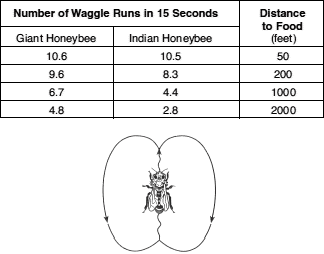 Number of Waggle Runs in 15 Seconds
Distance
to Food
(feet)
Giant Honeybee
Indian Honeybee
10.6 10.5 50
9.6 8.3 200
6.7 4.4 1000
4.8 2.8 2000